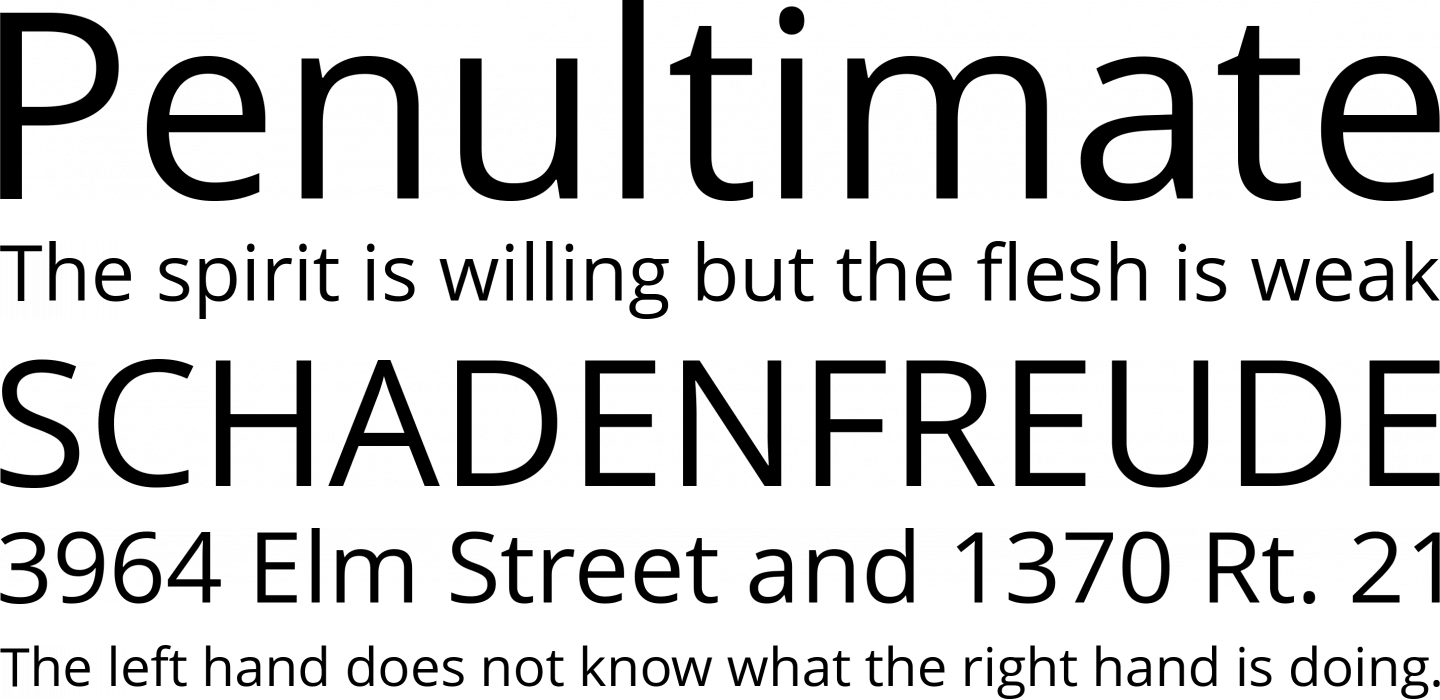 Penultimate
The spirit is willing but the flesh is weak
SCHADENFREUDE
3964 Elm Street and 1370 Rt. 21
The left hand does not know what the right hand is doing.